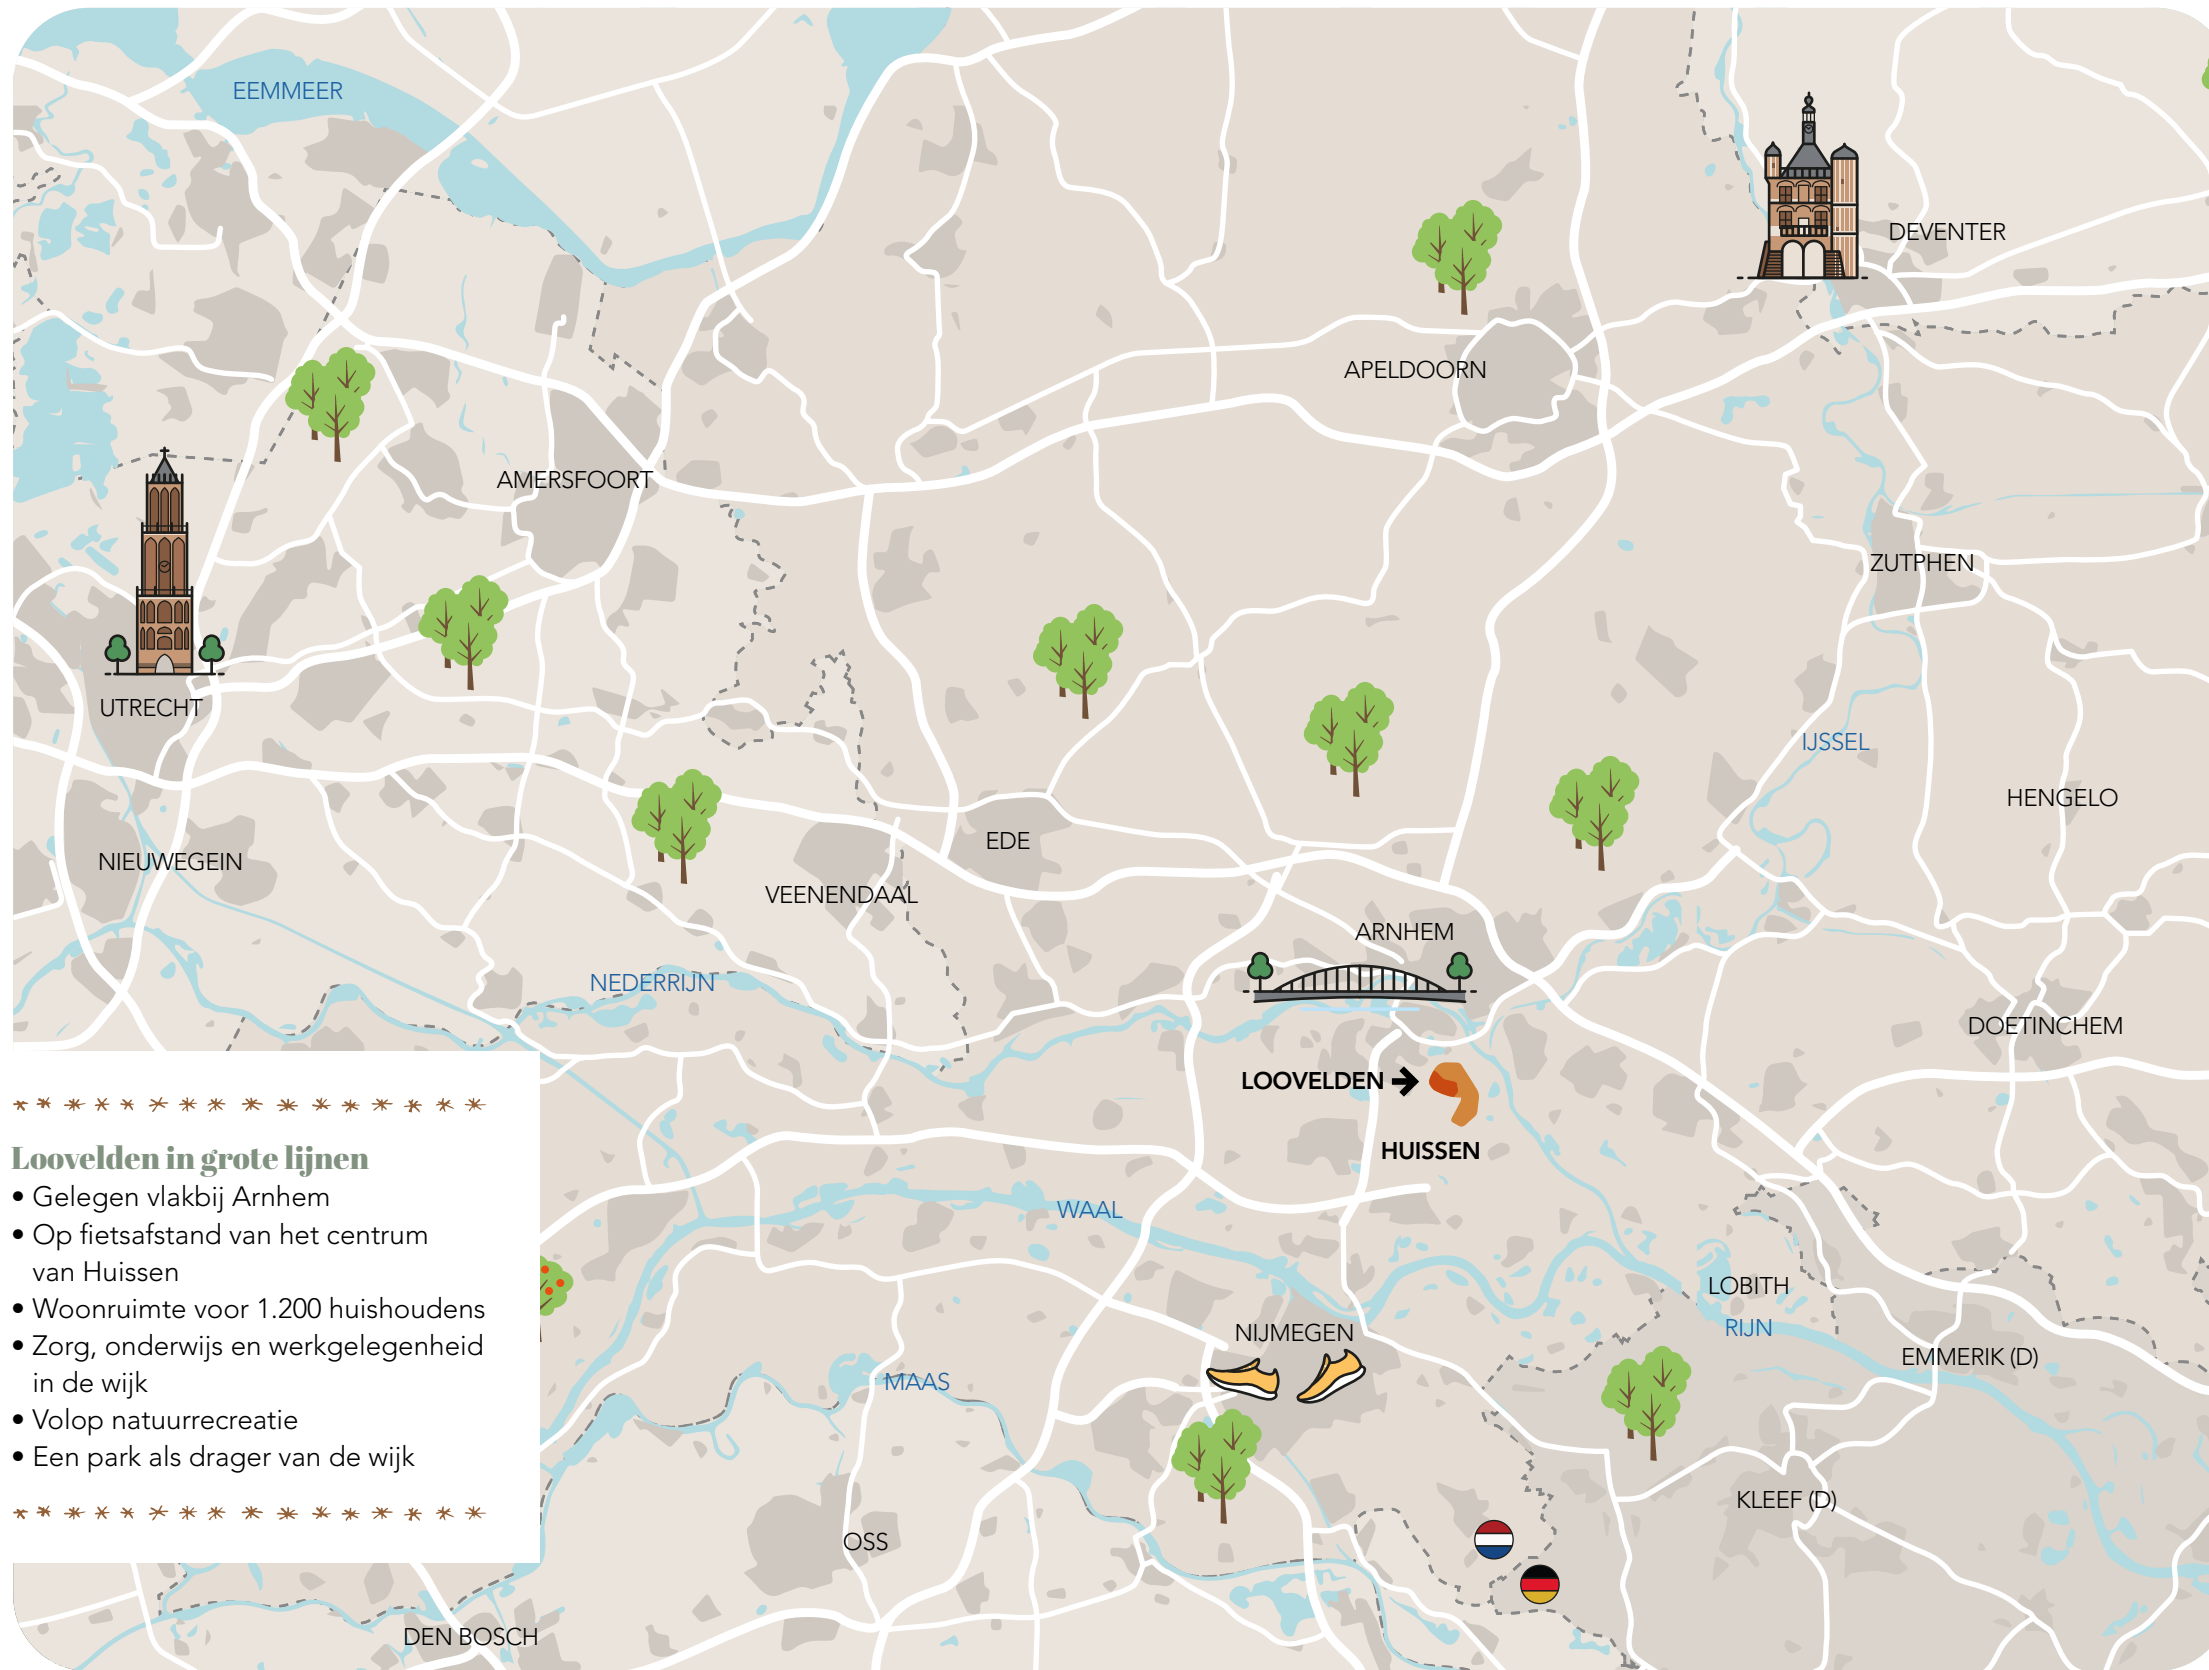 EEMMEER
DEVENTER
APELDOORN
AMERSFOORT
ZUTPHEN
UTRECHT
IJSSEL
HENGELO
EDE
NIEUWEGEIN
VEENENDAAL
ARNHEM
NEDERRIJN
DOETINCHEM
LOOVELDEN
HUISSEN
WAAL
LOBITH
RIJN
NIJMEGEN
EMMERIK (D)
MAAS
KLEEF (D)
OSS
DEN BOSCH
Loovelden in grote lijnen
• Gelegen vlakbij Arnhem
• Op fietsafstand van het centrum
van Huissen
• Woonruimte voor 1.200 huishoudens
• Zorg, onderwijs en werkgelegenheid
in de wijk
• Volop natuurrecreatie
• Een park als drager van de wijk